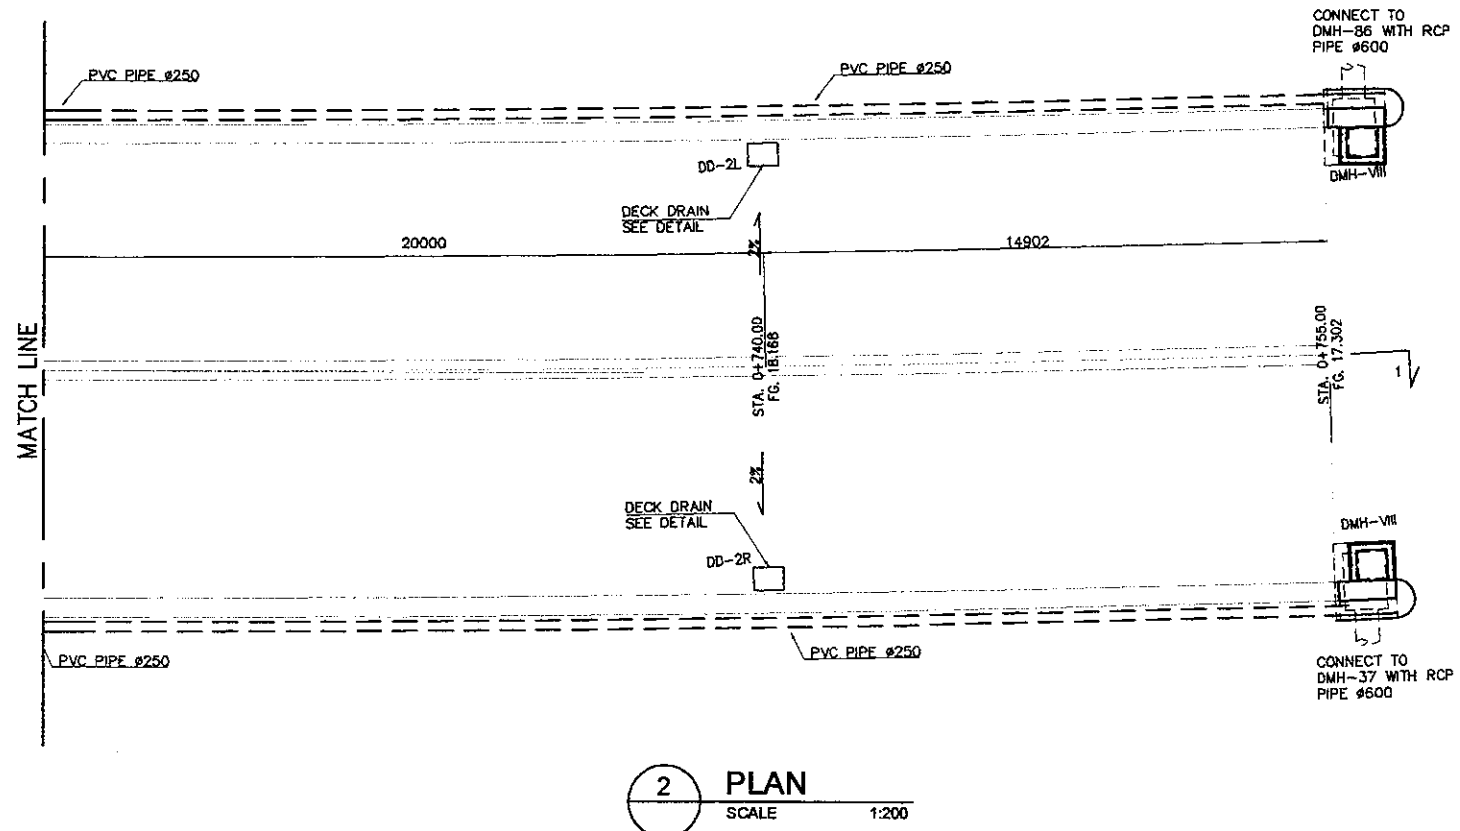 CONNECT TO
DMH-86 WITH RCP
PIPE ø600
PVC PIPE ø250
PVC PIPE ø250
DD-2L
DMH-VIII
DECK DRAIN
SEE DETAIL
20000
2%
14902
MATCH LINE
STA. 0+740.00
FG. 18.168
STA. 0+755.00
FG. 17.302
1
2%
DECK DRAIN
SEE DETAIL
DMH-VIII
DD-2R
PVC PIPE ø250
PVC PIPE ø250
CONNECT TO
DMH-37 WITH RCP
PIPE ø600
2 PLAN
SCALE 1:200